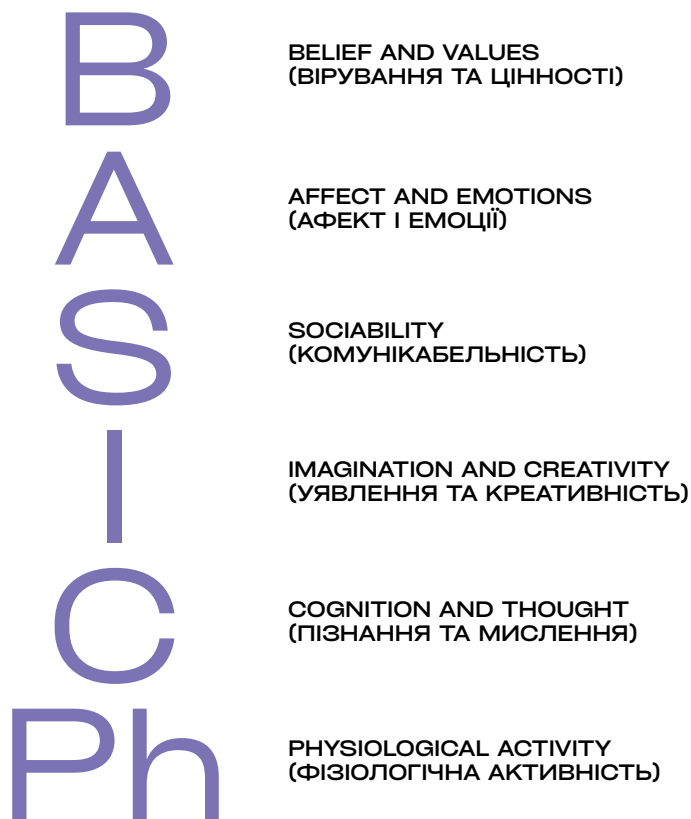 B
BELIEF AND VALUES
(ВІРУВАННЯ ТА ЦІННОСТІ)
A
AFFECT AND EMOTIONS
(АФЕКТ І ЕМОЦІЇ)
S
SOCIABILITY
(КОМУНІКАБЕЛЬНІСТЬ)
I
IMAGINATION AND CREATIVITY
(УЯВЛЕННЯ ТА КРЕАТИВНІСТЬ)
C
COGNITION AND THOUGHT
(ПІЗНАННЯ ТА МИСЛЕННЯ)
Ph
PHYSIOLOGICAL ACTIVITY
(ФІЗІОЛОГІЧНА АКТИВНІСТЬ)